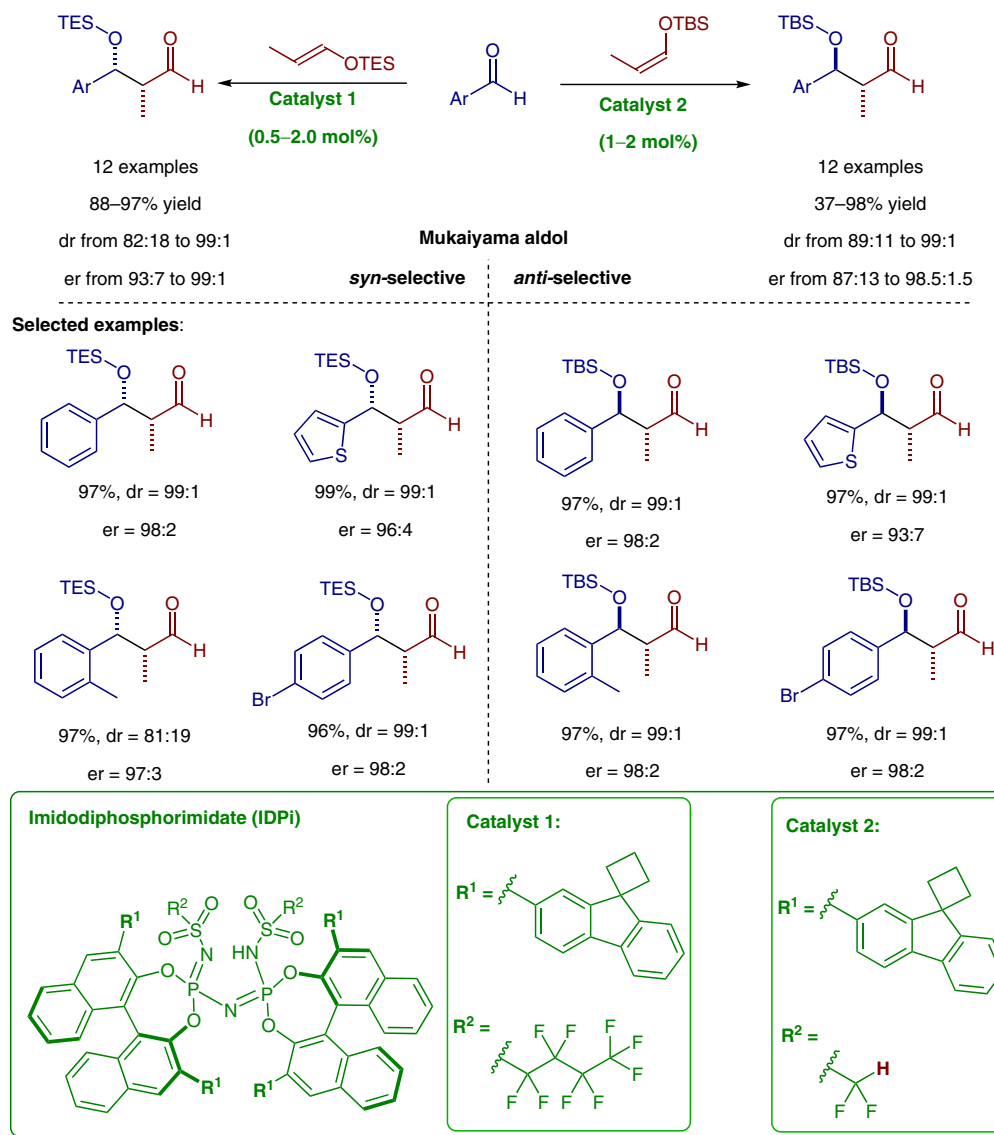 TES
O
O
Ar
H
OTES
Catalyst 1
(0.5–2.0 mol%)
O
Ar
H
OTBS
Catalyst 2
(1–2 mol%)
TBS
O
O
Ar
H
12 examples
88–97% yield
dr from 82:18 to 99:1
er from 93:7 to 99:1
12 examples
37–98% yield
dr from 89:11 to 99:1
er from 87:13 to 98.5:1.5
Mukaiyama aldol
syn-selective
anti-selective
Selected examples:
TES
O
O
H
97%, dr = 99:1
er = 98:2
TES
O
O
H
S
99%, dr = 99:1
er = 96:4
TBS
O
O
H
97%, dr = 99:1
er = 98:2
TBS
O
O
H
S
97%, dr = 99:1
er = 93:7
TES
O
O
H
97%, dr = 81:19
er = 97:3
TES
O
O
H
Br
96%, dr = 99:1
er = 98:2
TBS
O
O
H
97%, dr = 99:1
er = 98:2
TBS
O
O
H
Br
97%, dr = 99:1
er = 98:2
Imidodiphosphorimidate (IDPi)
R2 O R2 O
R1 O S S O R1
N HN
O P N P O
O O
R1 R1
Catalyst 1:
R1 =
R2 =
F F F
F
F
F F F F
Catalyst 2:
R1 =
R2 =
H
F F